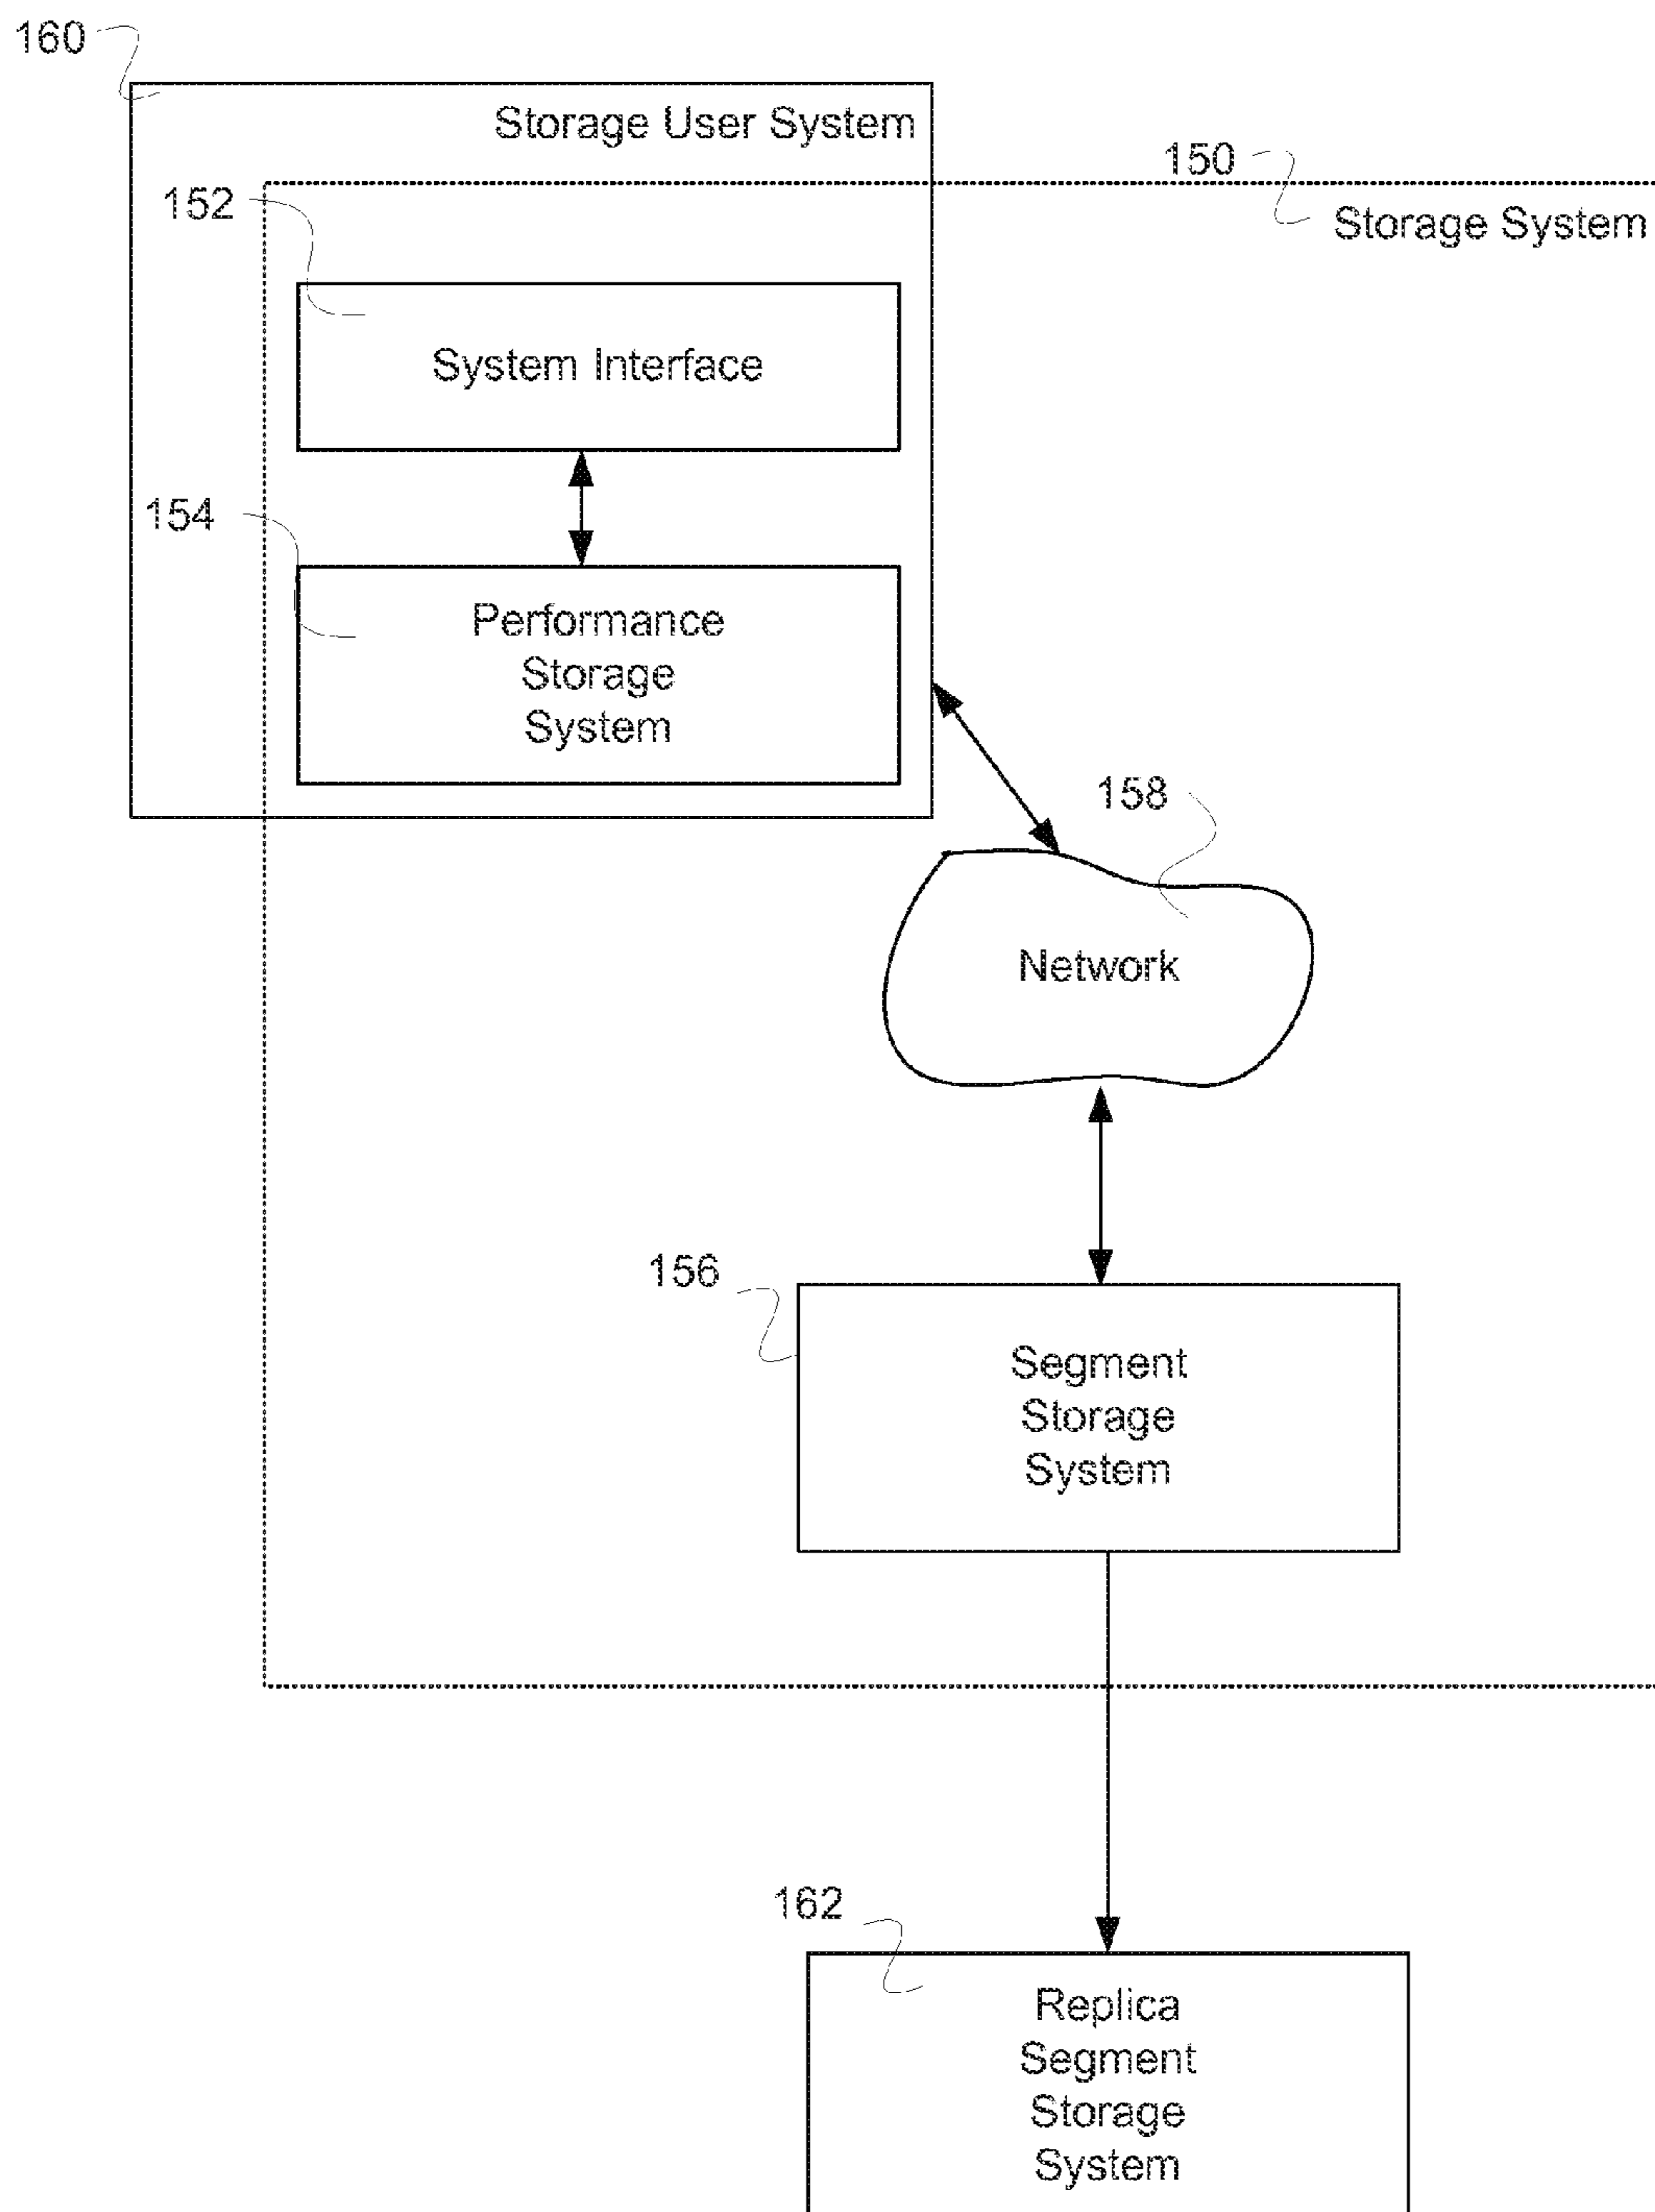 160
Storage User System
150
Storage System
152
System Interface
154
Performance
Storage
System
158
Network
156
Segment
Storage
System
162
Replica
Segment
Storage
System